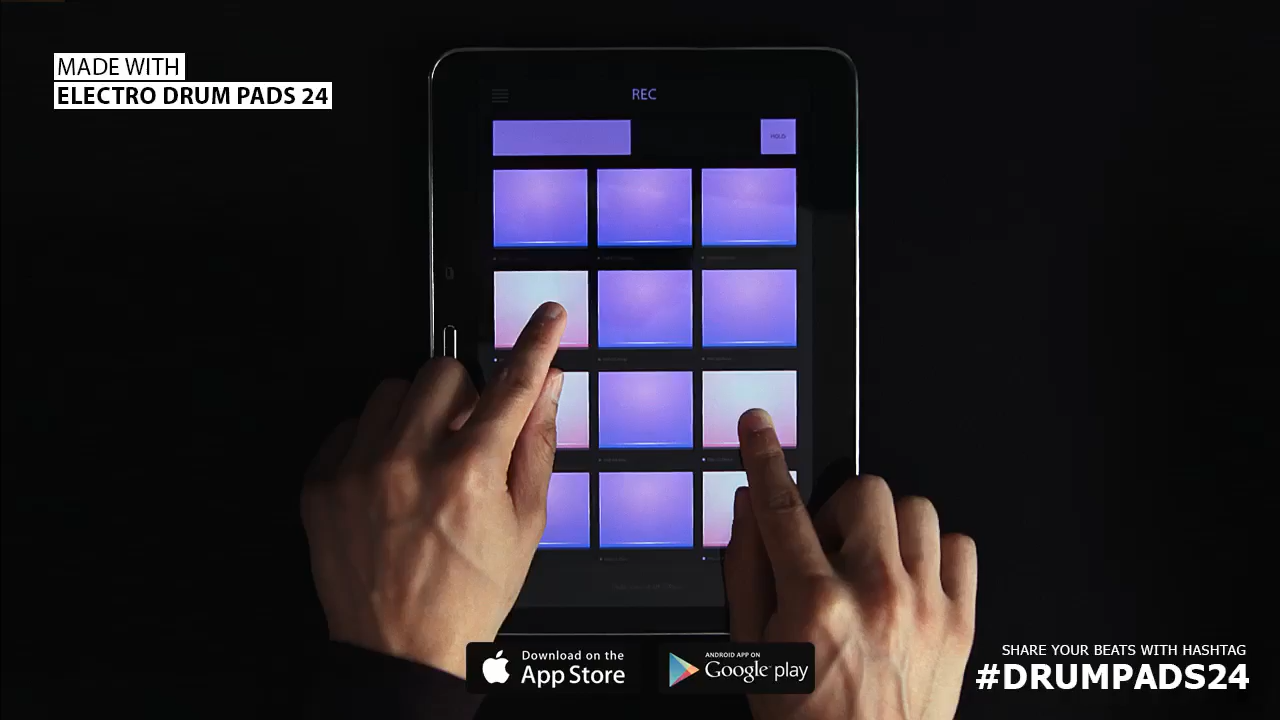 MADE WITH
ELECTRO DRUM PADS 24
REC
Download on the
App Store
ANDROID APP ON
Google play
SHARE YOUR BEATS WITH HASHTAG
#DRUMPADS24